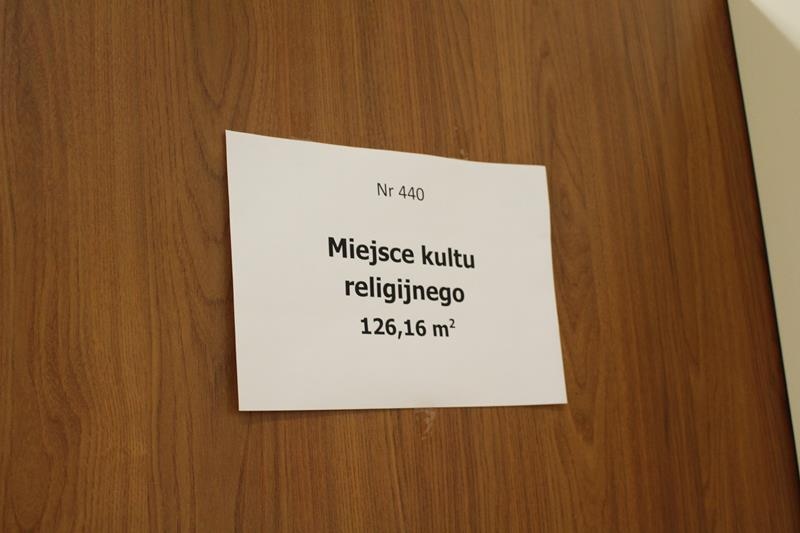 Nr 440
Miejsce kultu
religijnego
126,16 m²